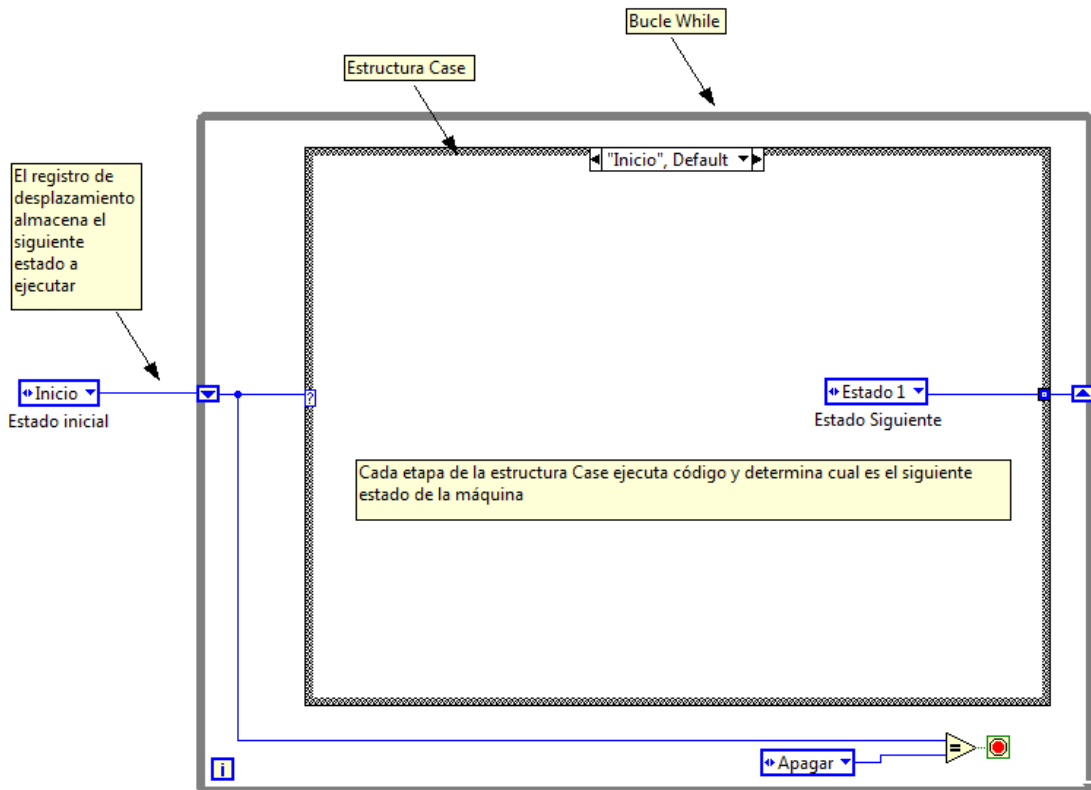 Bucle While
Estructura Case
"Inicio", Default
El registro de
desplazamiento
almacena el
siguiente
estado a
ejecutar
Inicio
Estado inicial
?
Estado 1
Estado Siguiente
Cada etapa de la estructura Case ejecuta código y determina cual es el siguiente
estado de la máquina
=
Apagar
i